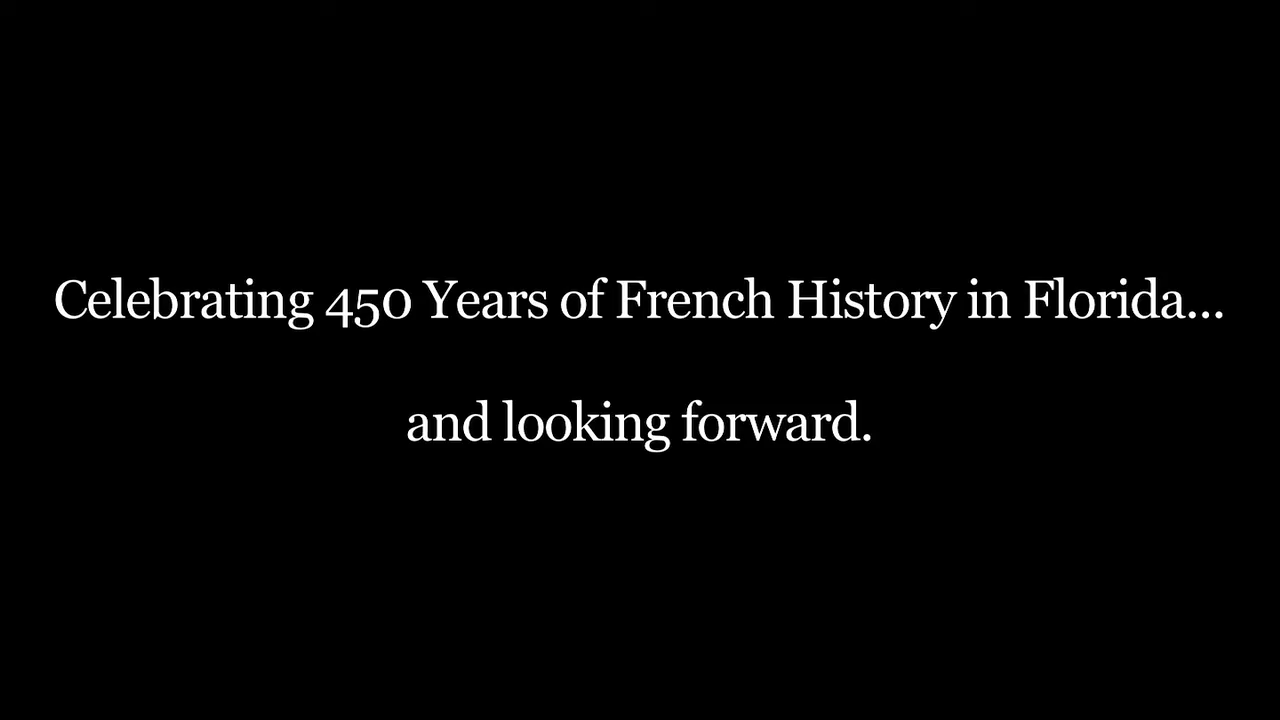 Celebrating 450 Years of French History in Florida...
and looking forward.